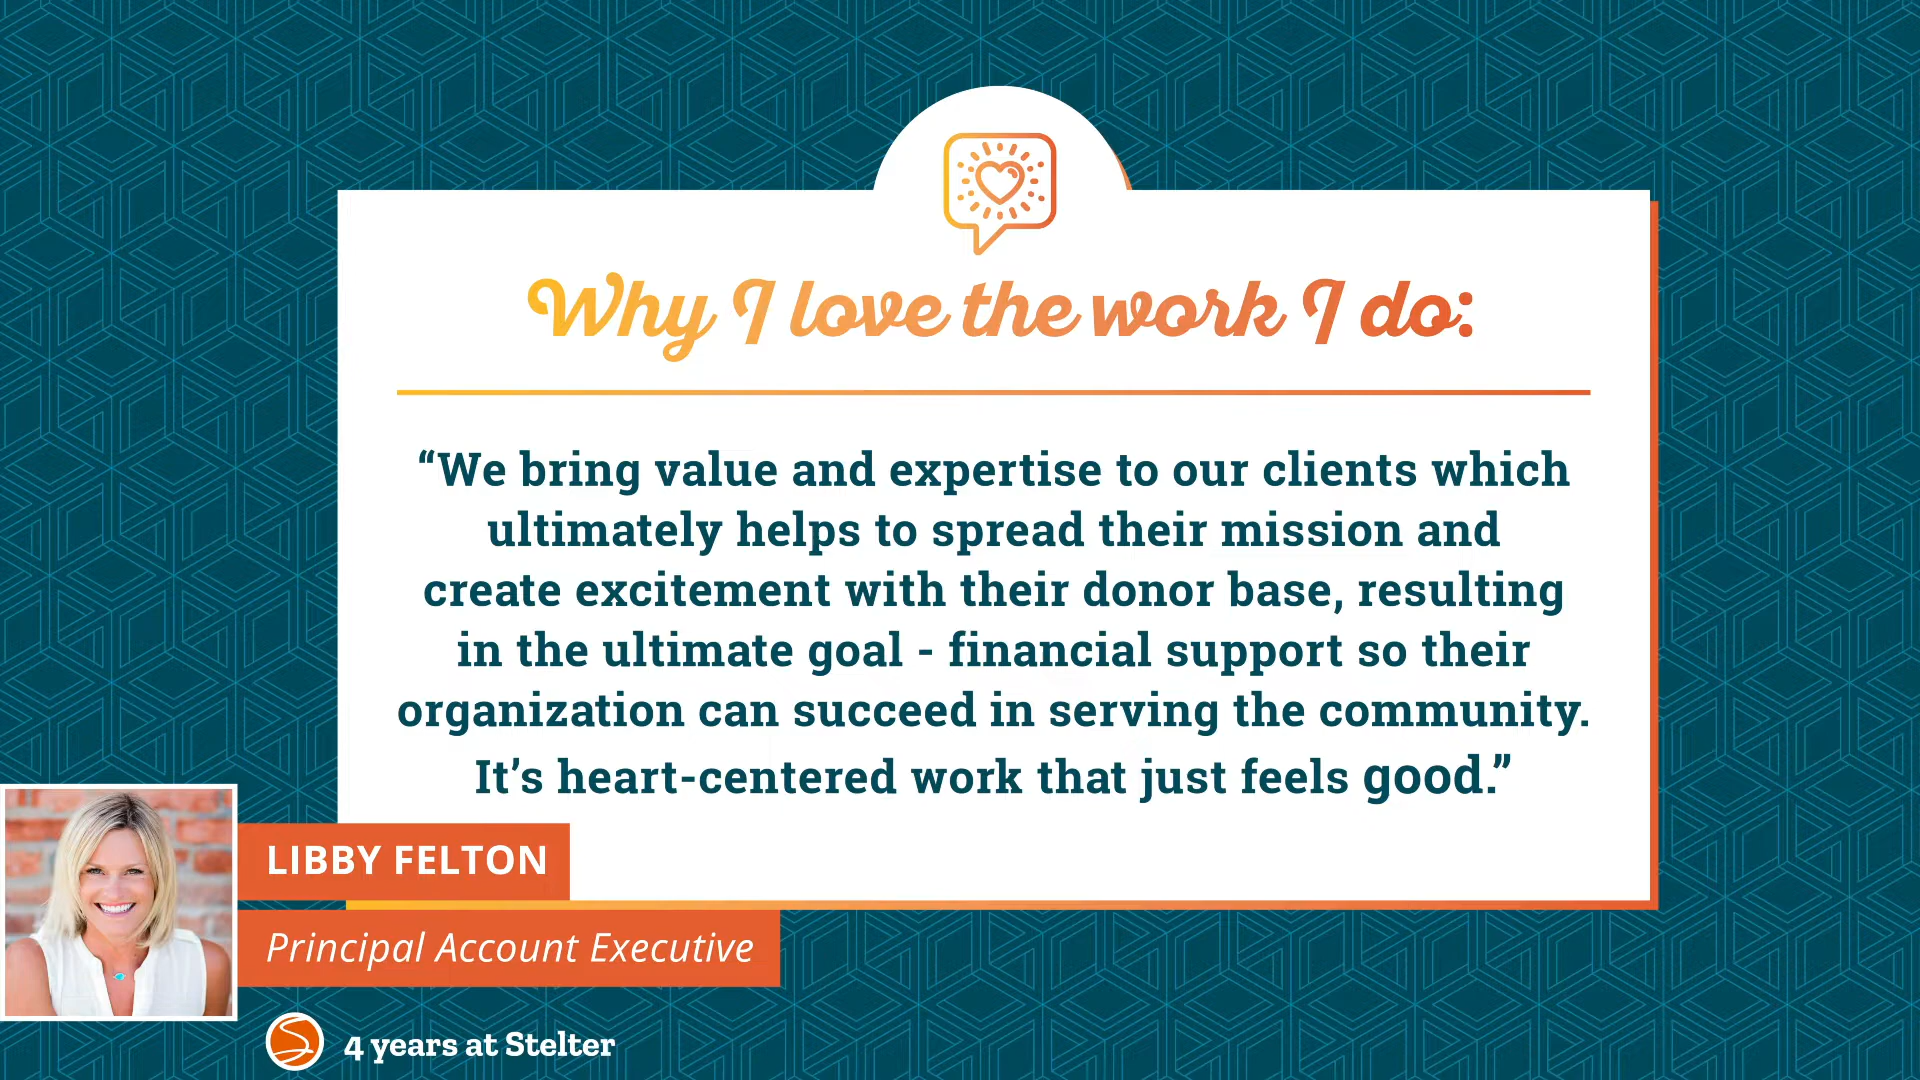 Why I love the work I do:
“We bring value and expertise to our clients which
ultimately helps to spread their mission and
create excitement with their donor base, resulting
in the ultimate goal - financial support so their
organization can succeed in serving the community.
It’s heart-centered work that just feels good.”
LIBBY FELTON
Principal Account Executive
4 years at Stelter